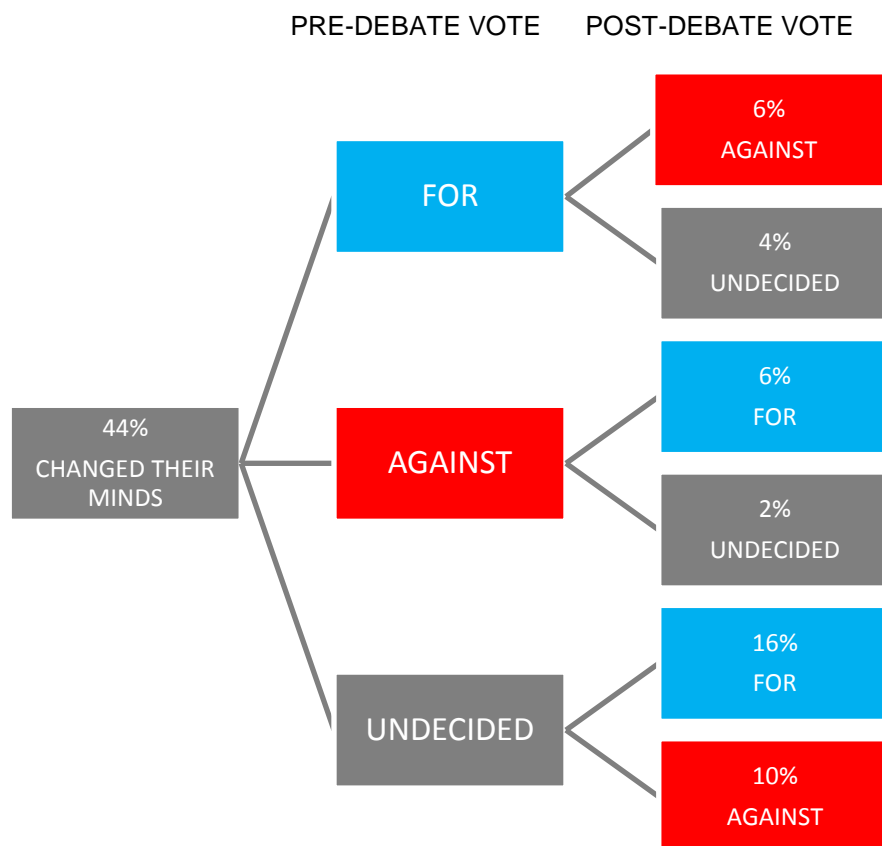 PRE-DEBATE VOTE POST-DEBATE VOTE
6%
AGAINST
FOR
4%
UNDECIDED
6%
FOR
44%
CHANGED THEIR
MINDS
AGAINST
2%
UNDECIDED
16%
FOR
UNDECIDED
10%
AGAINST